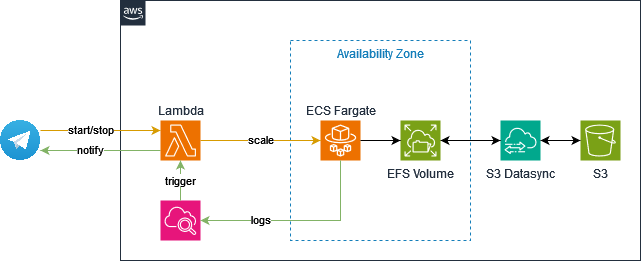 aws
Availability Zone
Lambda
ECS Fargate
start/stop
scale
notify
trigger
EFS Volume
S3 Datasync
S3
logs